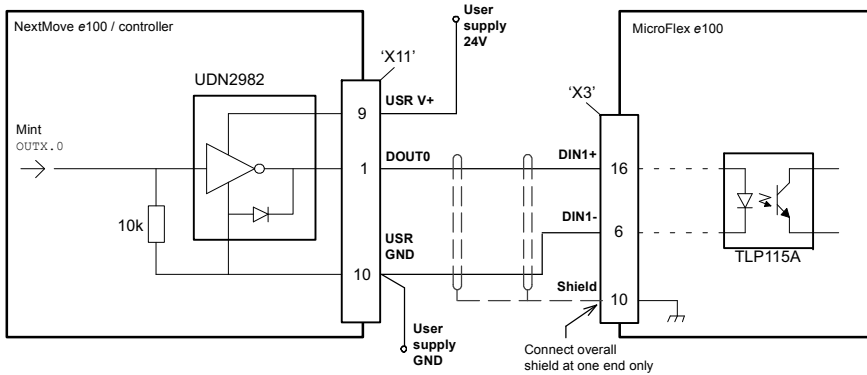 NextMove e100 / controller
User
supply
24V
MicroFlex e100
'X11'
UDN2982
USR V+
'X3'
9
Mint
OUTX.0
DOUT0
DIN1+
1
16
10k
USR
GND
DIN1-
6
TLP115A
10
Shield
10
User
supply
GND
Connect overall
shield at one end only